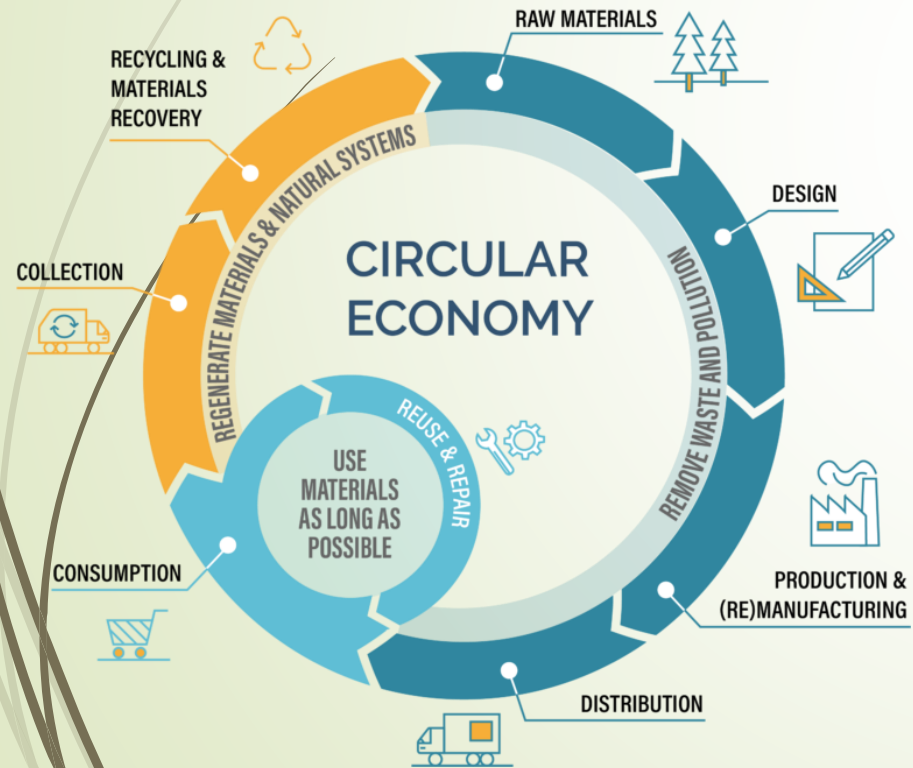 RAW MATERIALS
RECYCLING &
MATERIALS
RECOVERY
DESIGN
COLLECTION
REGENERATE MATERIALS & NATURAL SYSTEMS
CIRCULAR
ECONOMY
REMOVE WASTE AND POLLUTION
REUSE & REPAIR
USE
MATERIALS
AS LONG AS
POSSIBLE
CONSUMPTION
PRODUCTION &
(RE)MANUFACTURING
DISTRIBUTION